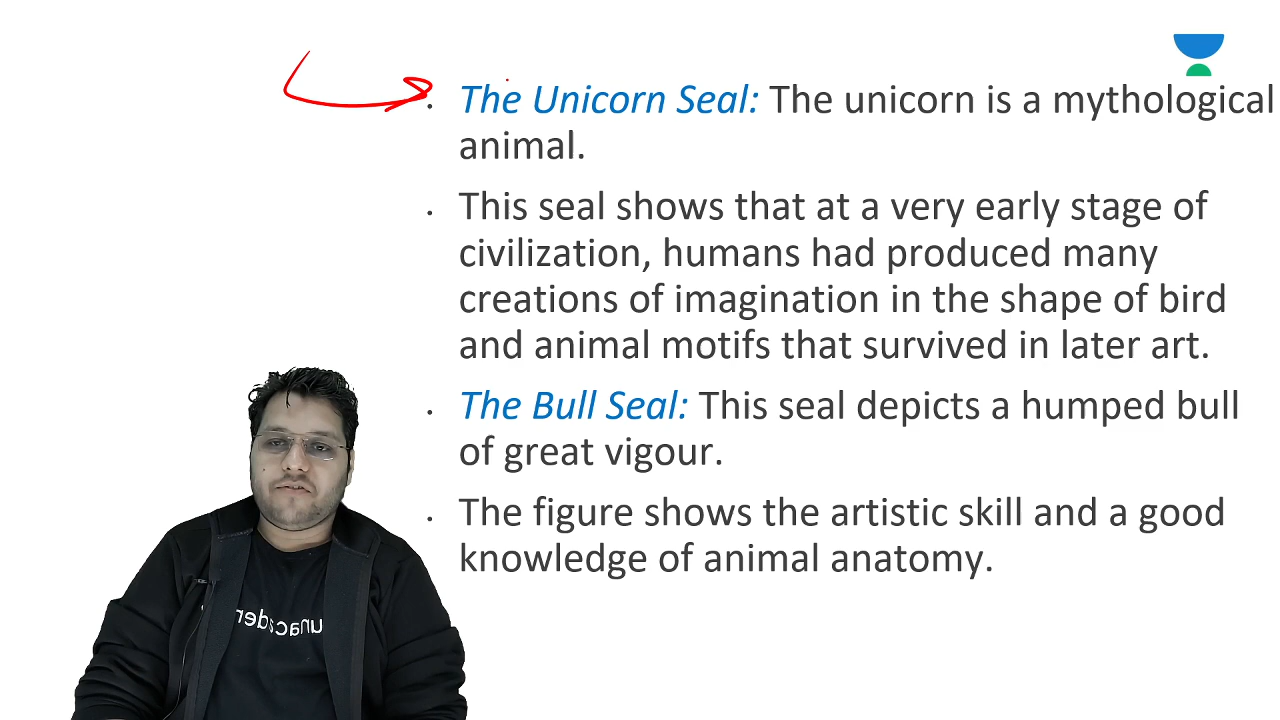 The Unicorn Seal: The unicorn is a mythological
animal.
This seal shows that at a very early stage of
civilization, humans had produced many
creations of imagination in the shape of bird
and animal motifs that survived in later art.
The Bull Seal: This seal depicts a humped bull
of great vigour.
The figure shows the artistic skill and a good
knowledge of animal anatomy.
unacadem